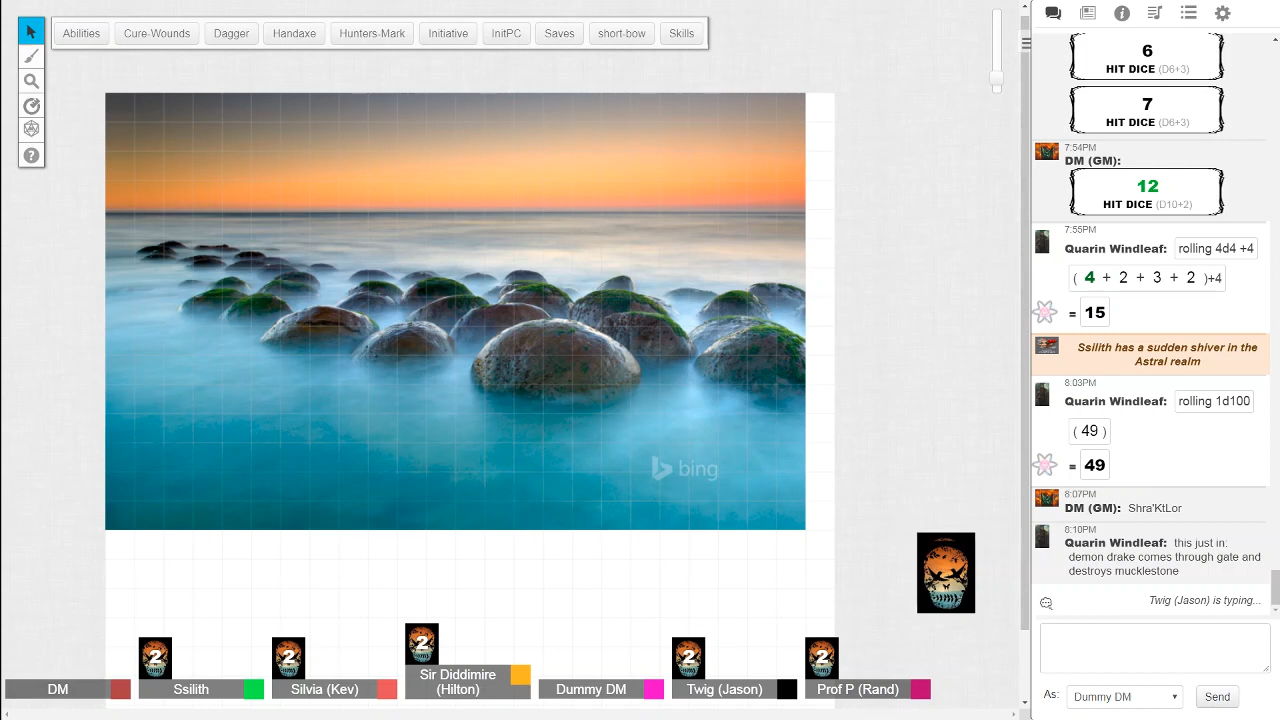 Abilities
Cure-Wounds
Dagger
Handaxe
Hunters-Mark
Initiative
InitPC
Saves
short-bow
Skills
6
HIT DICE (D6+3)
7
HIT DICE (D6+3)
7:54PM
DM (GM):
12
HIT DICE (D10+2)
7:55PM
Quarin Windleaf: rolling 4d4 +4
( 4 + 2 + 3 + 2 )+4
= 15
Ssilith has a sudden shiver in the
Astral realm
8:03PM
Quarin Windleaf: rolling 1d100
( 49 )
= 49
8:07PM
DM (GM): Shra'KtLor
8:10PM
Quarin Windleaf: this just in:
demon drake comes through gate and
destroys mucklestone
Twig (Jason) is typing...
As: Dummy DM
Send
bing
2
2
2
2
2
DM
Ssilith
Silvia (Kev)
Sir Diddimire
(Hilton)
Dummy DM
Twig (Jason)
Prof P (Rand)